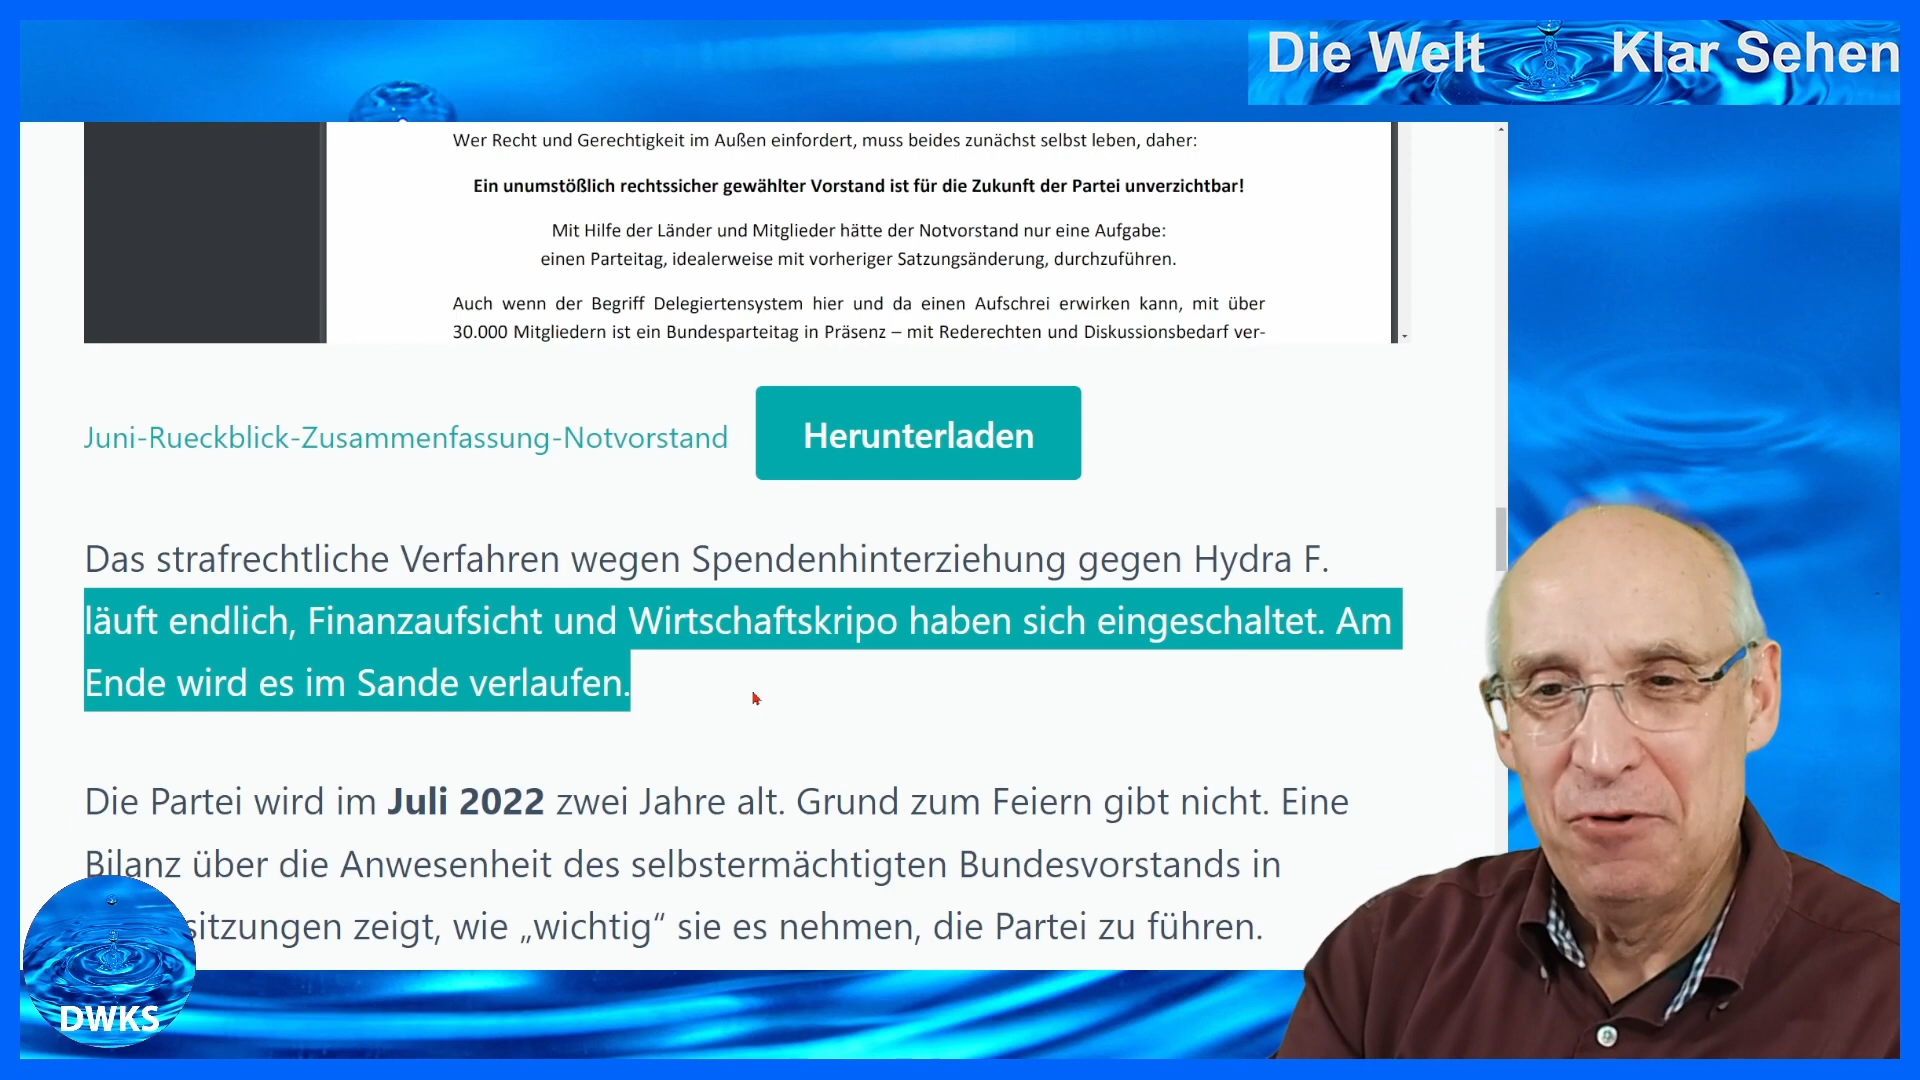 Die Welt Klar Sehen
Wer Recht und Gerechtigkeit im Außen einfordert, muss beides zunächst selbst leben, daher:
Ein unumstößlich rechtssicher gewählter Vorstand ist für die Zukunft der Partei unverzichtbar!
Mit Hilfe der Länder und Mitglieder hätte der Notvorstand nur eine Aufgabe:
einen Parteitag, idealerweise mit vorheriger Satzungsänderung, durchzuführen.
Auch wenn der Begriff Delegiertensystem hier und da einen Aufschrei erwirken kann, mit über
30.000 Mitgliedern ist ein Bundesparteitag in Präsenz – mit Rederechten und Diskussionsbedarf ver-
Juni-Rueckblick-Zusammenfassung-Notvorstand
Herunterladen
Das strafrechtliche Verfahren wegen Spendenhinterziehung gegen Hydra F.
läuft endlich, Finanzaufsicht und Wirtschaftskripo haben sich eingeschaltet. Am
Ende wird es im Sande verlaufen.
Die Partei wird im Juli 2022 zwei Jahre alt. Grund zum Feiern gibt nicht. Eine
Bilanz über die Anwesenheit des selbstermächtigten Bundesvorstands in
sitzungen zeigt, wie „wichtig“ sie es nehmen, die Partei zu führen.
DWKS